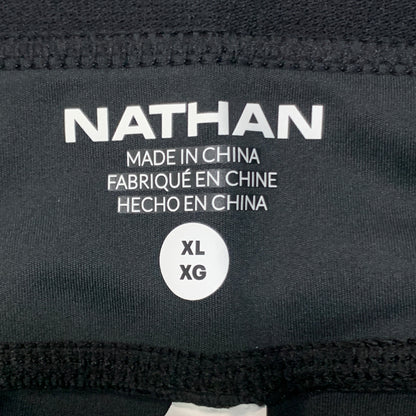 NATHAN
MADE IN CHINA
FABRIQUÉ EN CHINE
HECHO EN CHINA
XL
XG